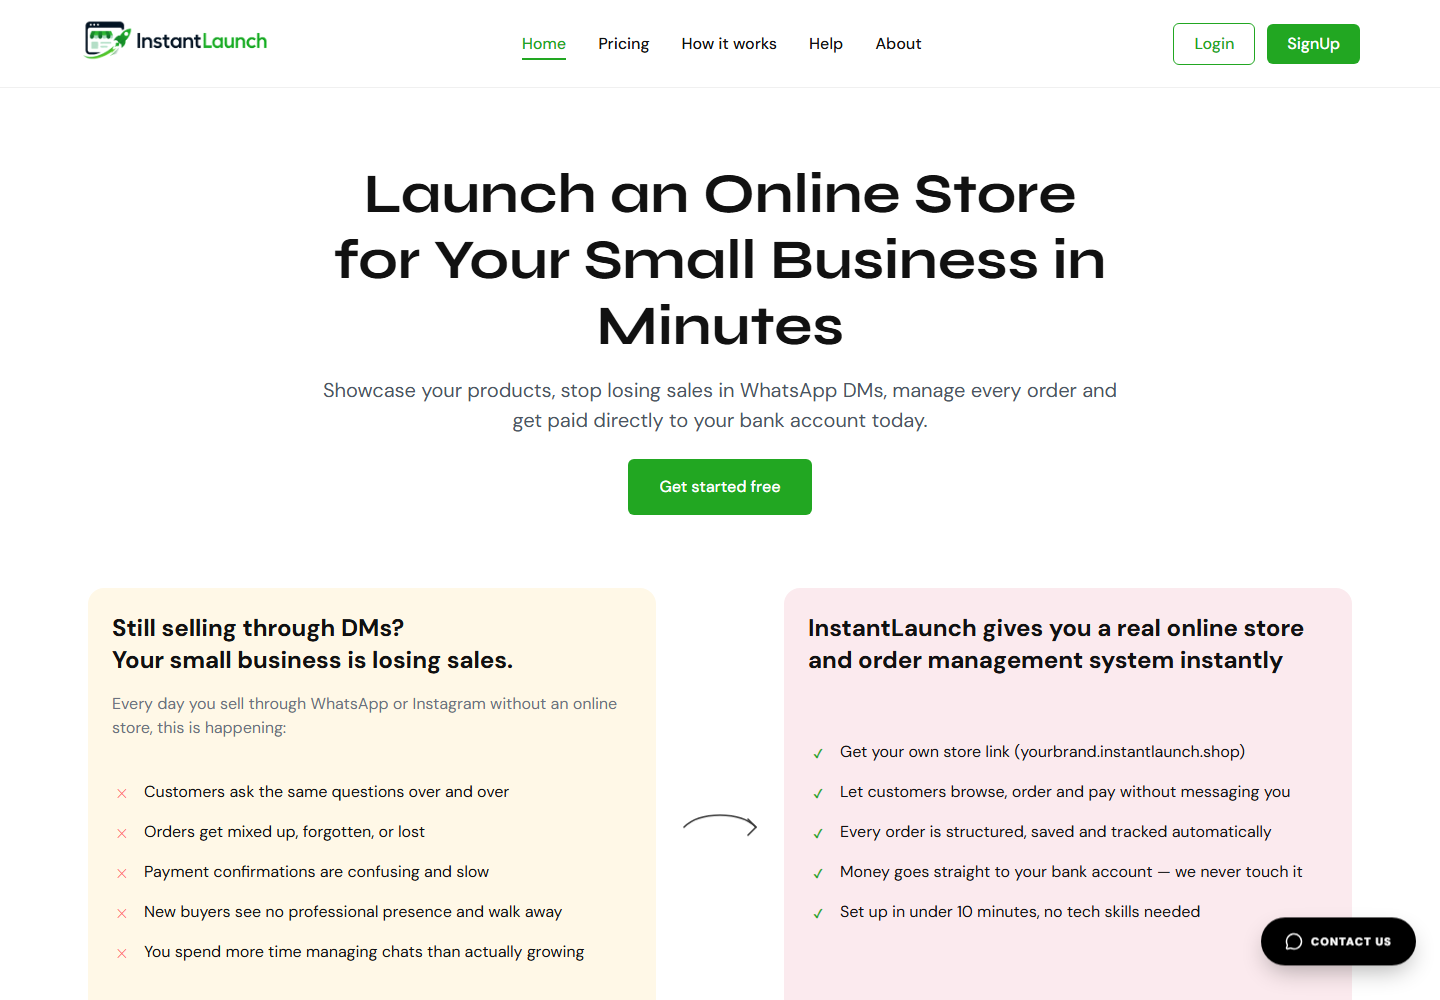 InstantLaunch
Home
Pricing
How it works
Help
About
Login
SignUp
Launch an Online Store
for Your Small Business in
Minutes
Showcase your products, stop losing sales in WhatsApp DMs, manage every order and
get paid directly to your bank account today.
Get started free
Still selling through DMs?
Your small business is losing sales.
Every day you sell through WhatsApp or Instagram without an online
store, this is happening:
Customers ask the same questions over and over
Orders get mixed up, forgotten, or lost
Payment confirmations are confusing and slow
New buyers see no professional presence and walk away
You spend more time managing chats than actually growing
InstantLaunch gives you a real online store
and order management system instantly
Get your own store link (yourbrand.instantlaunch.shop)
Let customers browse, order and pay without messaging you
Every order is structured, saved and tracked automatically
Money goes straight to your bank account — we never touch it
Set up in under 10 minutes, no tech skills needed
CONTACT US